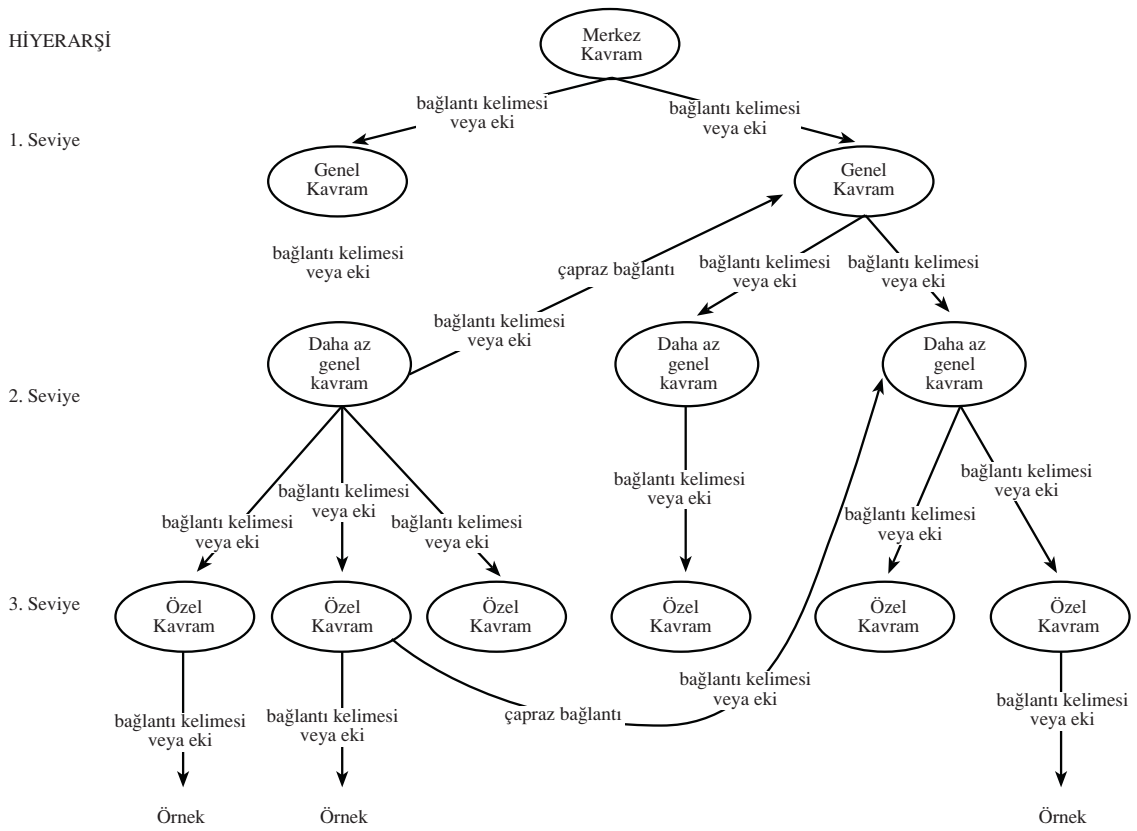 HİYERARŞİ
Merkez
Kavram
bağlantı kelimesi
veya eki
bağlantı kelimesi
veya eki
1. Seviye
Genel
Kavram
Genel
Kavram
bağlantı kelimesi
veya eki
çapraz bağlantı
bağlantı kelimesi
veya eki
bağlantı kelimesi
veya eki
bağlantı kelimesi
veya eki
2. Seviye
Daha az
genel
kavram
Daha az
genel
kavram
Daha az
genel
kavram
bağlantı kelimesi
veya eki
bağlantı kelimesi
veya eki
bağlantı kelimesi
veya eki
bağlantı kelimesi
veya eki
bağlantı kelimesi
veya eki
bağlantı kelimesi
veya eki
3. Seviye
Özel
Kavram
Özel
Kavram
Özel
Kavram
Özel
Kavram
Özel
Kavram
Özel
Kavram
bağlantı kelimesi
veya eki
bağlantı kelimesi
veya eki
çapraz bağlantı
bağlantı kelimesi
veya eki
bağlantı kelimesi
veya eki
Örnek
Örnek
Örnek